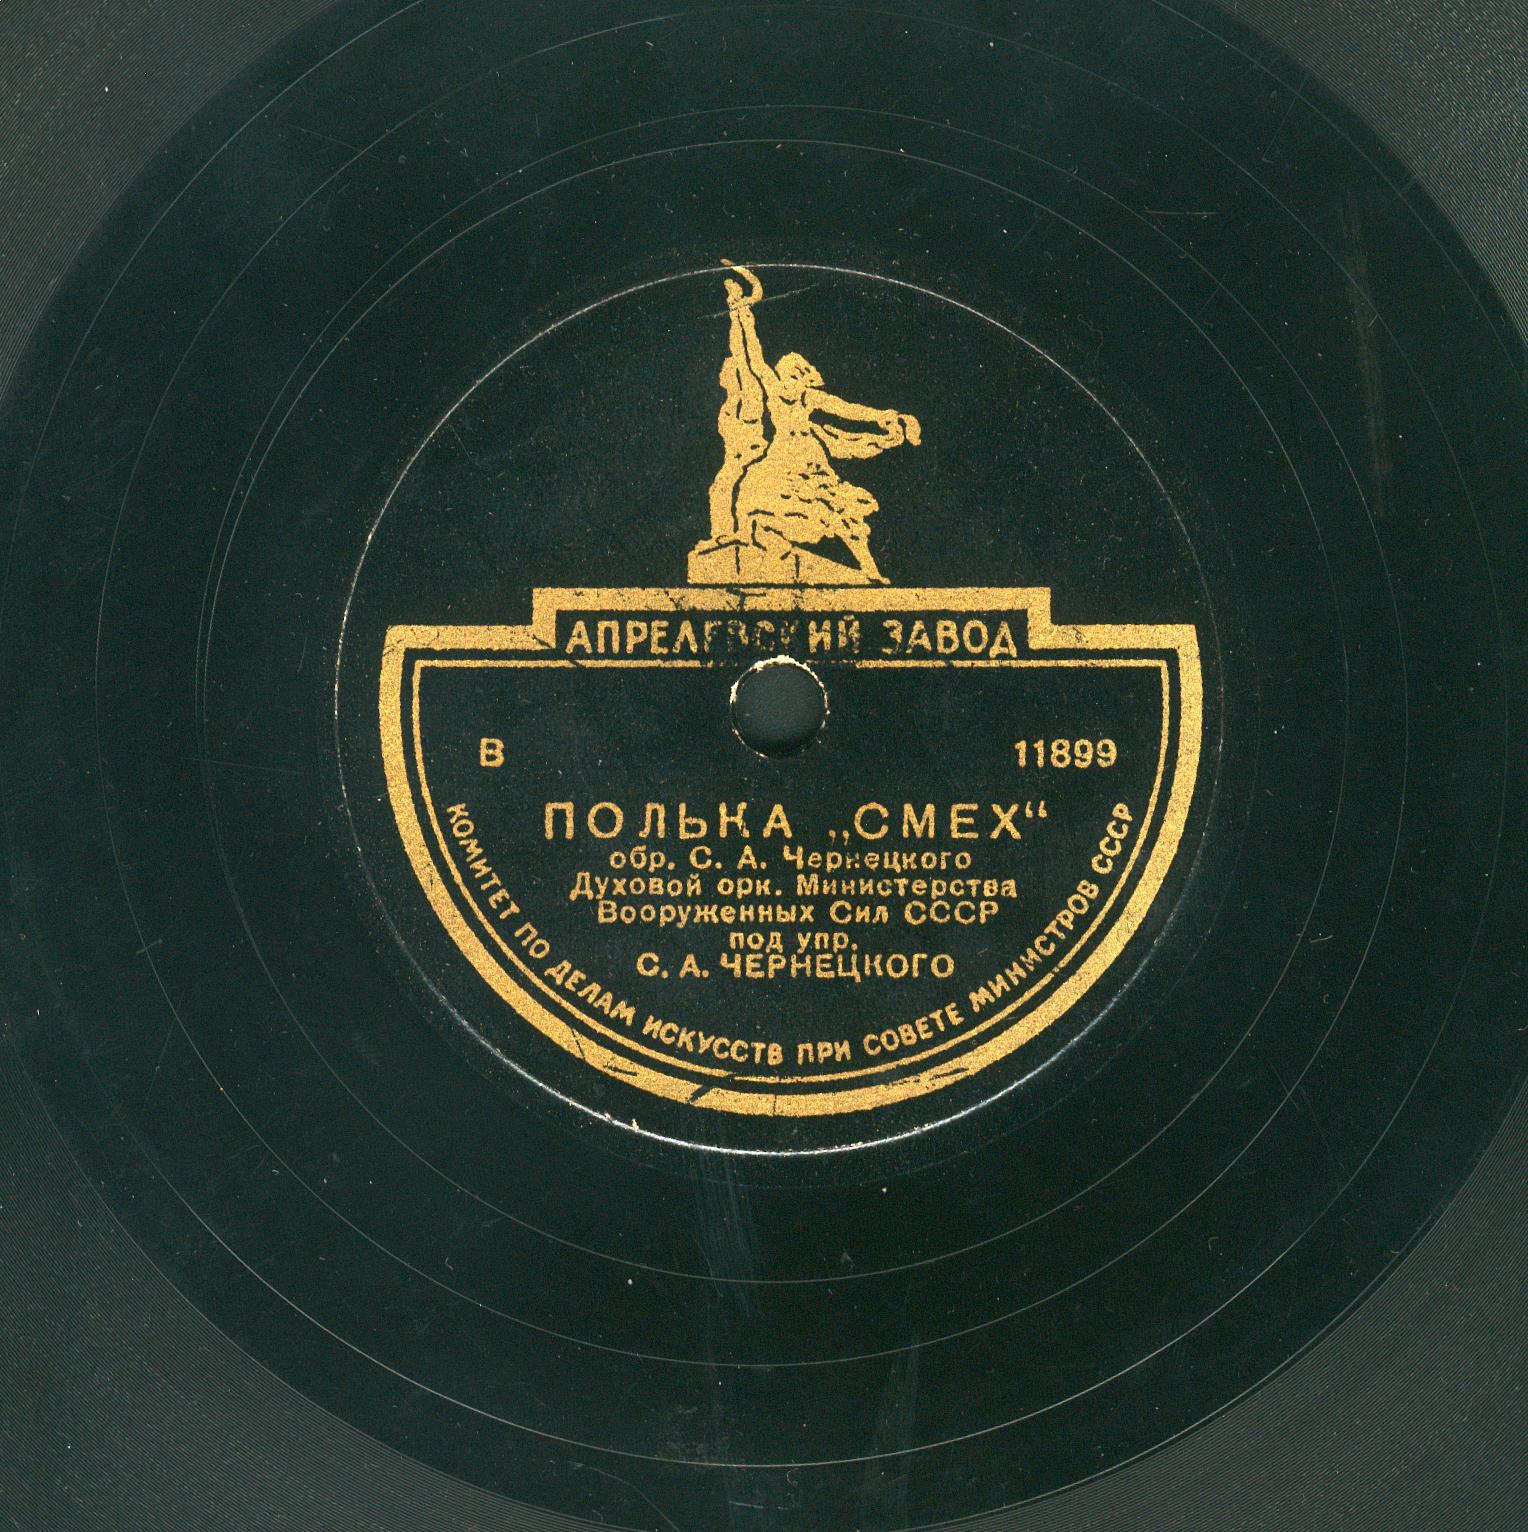 АПРЕЛЕВСКИЙ ЗАВОД
В 11899
ПОЛЬКА „СМЕХ“
обр. С. А. Чернецкого
Духовой орк. Министерства
Вооруженных Сил СССР
под упр.
С. А. ЧЕРНЕЦКОГО
КОМИТЕТ ПО ДЕЛАМ ИСКУССТВ ПРИ СОВЕТЕ МИНИСТРОВ СССР